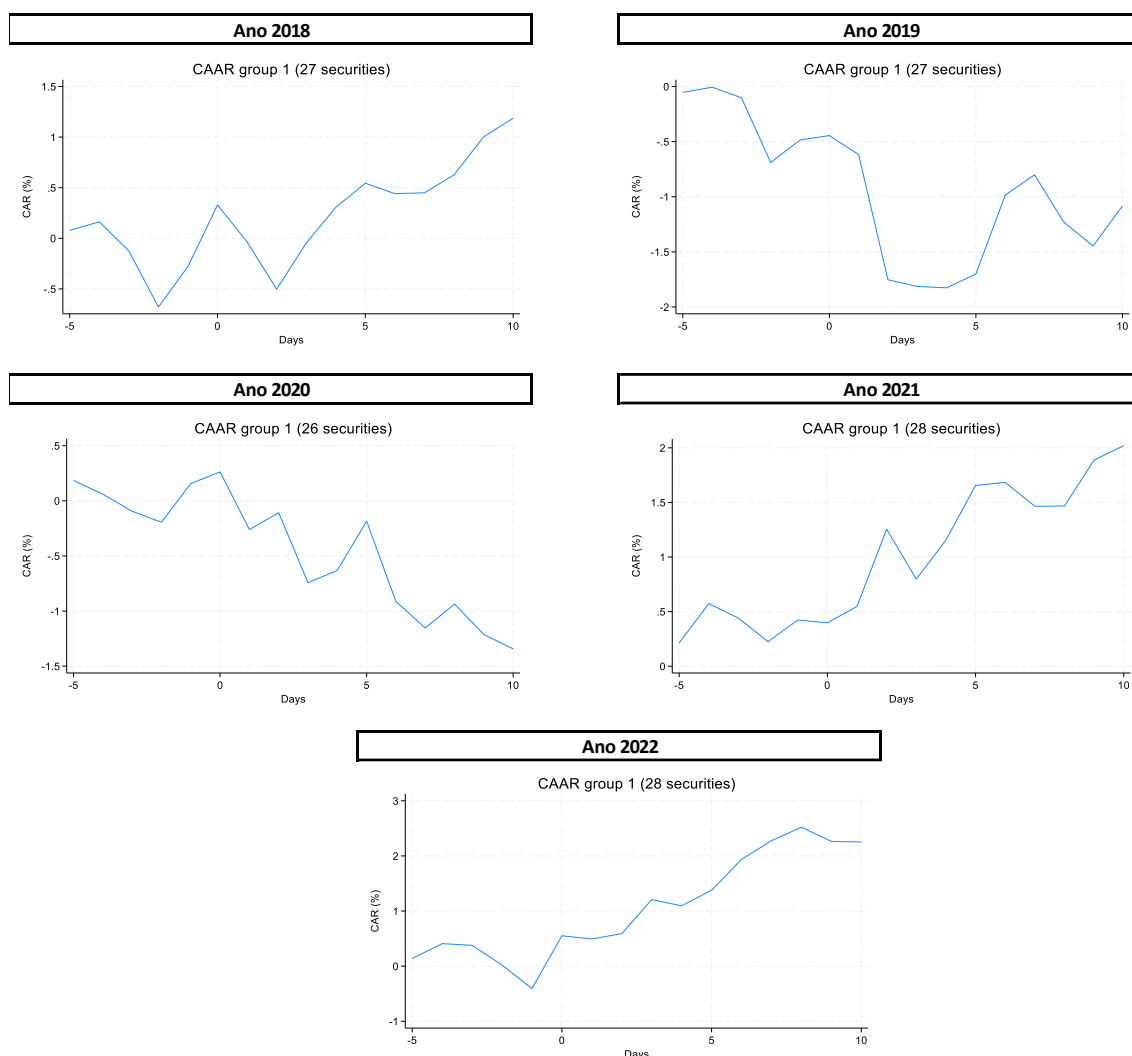 Ano 2018
CAAR group 1 (27 securities)
1.5
1
.5
0
-.5
CAR (%)
-5
0
5
10
Days
Ano 2019
CAAR group 1 (27 securities)
0
-.5
-1
-1.5
-2
CAR (%)
-5
0
5
10
Days
Ano 2020
CAAR group 1 (26 securities)
.5
0
-.5
-1
-1.5
CAR (%)
-5
0
5
10
Days
Ano 2021
CAAR group 1 (28 securities)
2
1.5
1
.5
0
CAR (%)
-5
0
5
10
Days
Ano 2022
CAAR group 1 (28 securities)
3
2
1
0
-1
CAR (%)
-5
0
5
10
Days